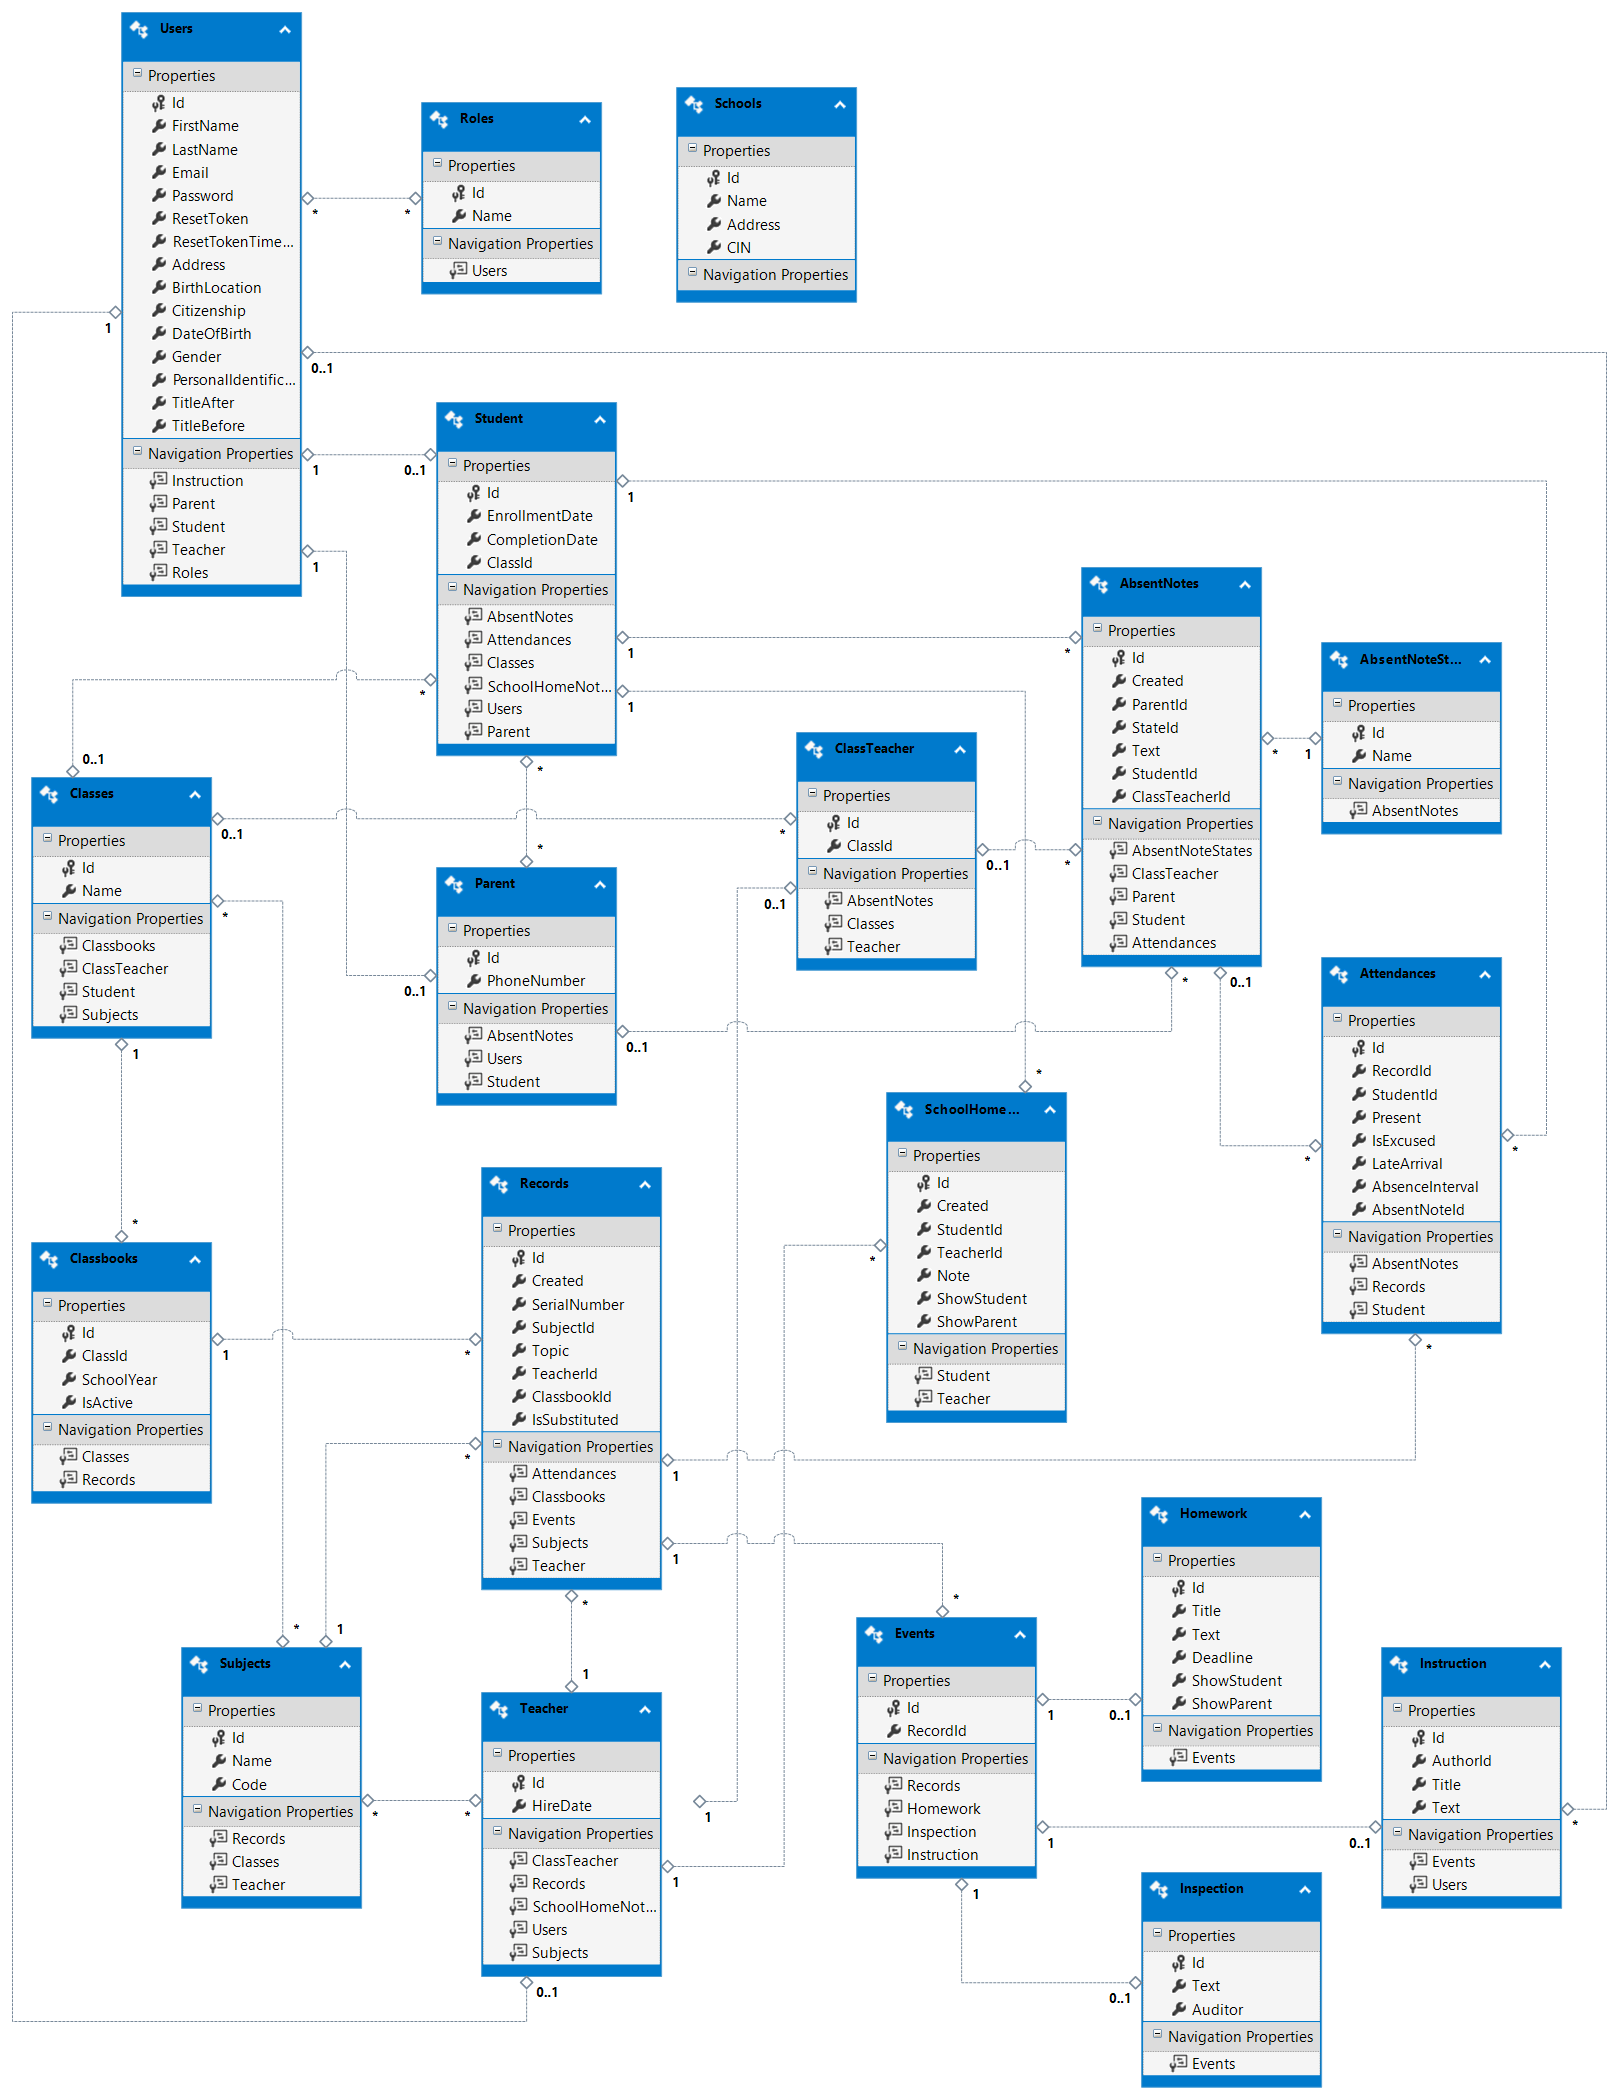 Users
Properties
Id
FirstName
LastName
Email
Password
ResetToken
ResetTokenTime...
Address
BirthLocation
Citizenship
DateOfBirth
Gender
PersonalIdentific...
TitleAfter
TitleBefore
Navigation Properties
Instruction
Parent
Student
Teacher
Roles
Roles
Properties
Id
Name
Navigation Properties
Users
Schools
Properties
Id
Name
Address
CIN
Navigation Properties
*
*
1
0..1
1
0..1
1
Student
Properties
Id
EnrollmentDate
CompletionDate
ClassId
Navigation Properties
AbsentNotes
Attendances
Classes
SchoolHomeNot...
Users
Parent
1
1
1
*
*
*
0..1
AbsentNotes
Properties
Id
Created
ParentId
StateId
Text
StudentId
ClassTeacherId
Navigation Properties
AbsentNoteStates
ClassTeacher
Parent
Student
Attendances
*
1
AbsentNoteSt...
Properties
Id
Name
Navigation Properties
AbsentNotes
ClassTeacher
Properties
Id
ClassId
Navigation Properties
AbsentNotes
Classes
Teacher
*
0..1
0..1
*
Classes
Properties
Id
Name
Navigation Properties
Classbooks
ClassTeacher
Student
Subjects
0..1
*
1
*
*
Parent
Properties
Id
PhoneNumber
Navigation Properties
AbsentNotes
Users
Student
0..1
0..1
*
0..1
Attendances
Properties
Id
RecordId
StudentId
Present
IsExcused
LateArrival
AbsenceInterval
AbsentNoteId
Navigation Properties
AbsentNotes
Records
Student
*
*
*
*
SchoolHome...
Properties
Id
Created
StudentId
TeacherId
Note
ShowStudent
ShowParent
Navigation Properties
Student
Teacher
*
Records
Properties
Id
Created
SerialNumber
SubjectId
Topic
TeacherId
ClassbookId
IsSubstituted
Navigation Properties
Attendances
Classbooks
Events
Subjects
Teacher
*
*
1
1
*
Classbooks
Properties
Id
ClassId
SchoolYear
IsActive
Navigation Properties
Classes
Records
1
*
1
Subjects
Properties
Id
Name
Code
Navigation Properties
Records
Classes
Teacher
*
*
1
Teacher
Properties
Id
HireDate
Navigation Properties
ClassTeacher
Records
SchoolHomeNot...
Users
Subjects
1
1
0..1
*
Events
Properties
Id
RecordId
Navigation Properties
Records
Homework
Inspection
Instruction
1
0..1
1
0..1
1
0..1
Homework
Properties
Id
Title
Text
Deadline
ShowStudent
ShowParent
Navigation Properties
Events
Instruction
Properties
Id
AuthorId
Title
Text
Navigation Properties
Events
Users
*
Inspection
Properties
Id
Text
Auditor
Navigation Properties
Events